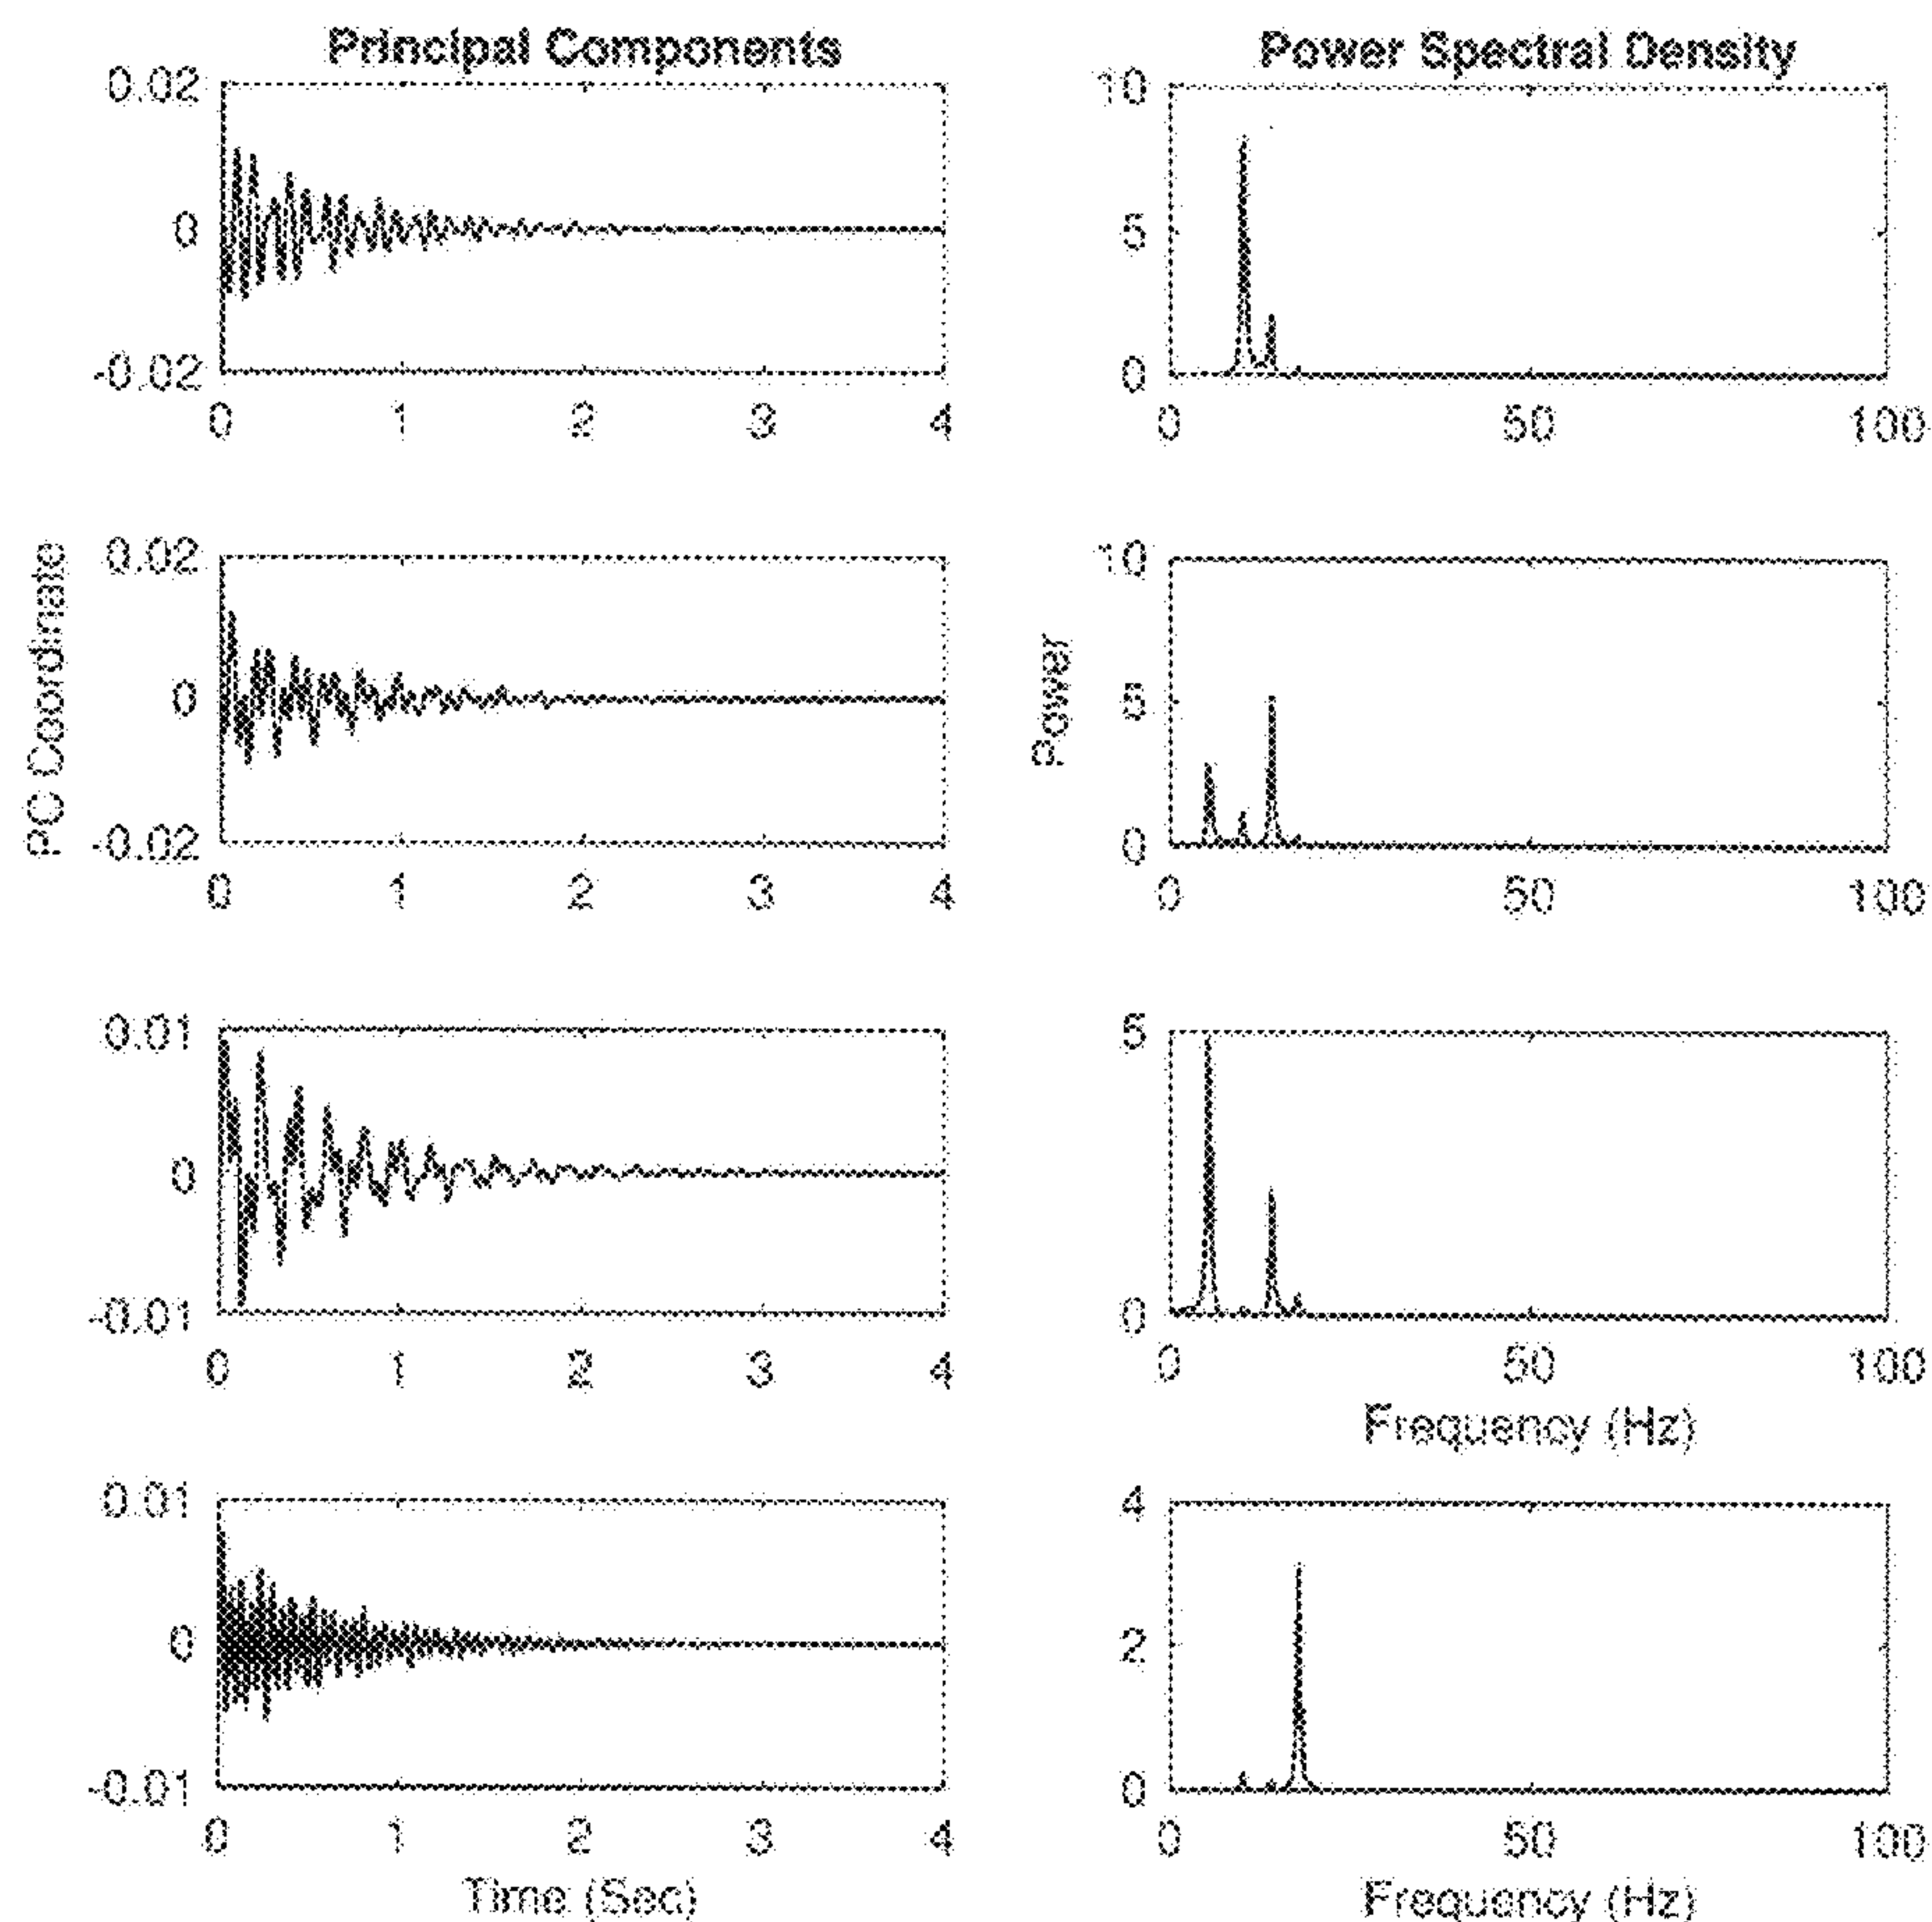 Principal Components
Power Spectral Density
0.02
0
-0.02
0 1 2 3 4
10
5
0
0 50 100
PC Coordinate
0.02
0
-0.02
0 1 2 3 4
Power
10
5
0
0 50 100
0.01
0
-0.01
0 1 2 3 4
5
0
0 50 100
Frequency (Hz)
0.01
0
-0.01
0 1 2 3 4
Time (Sec)
4
2
0
0 50 100
Frequency (Hz)